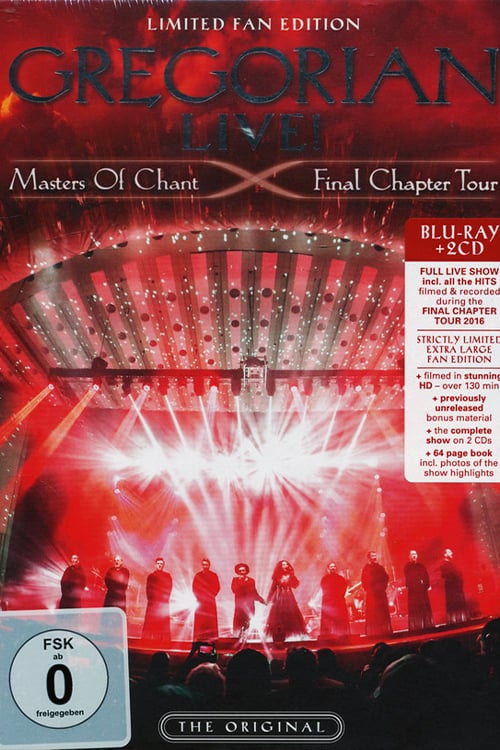 LIMITED FAN EDITION
GREGORIAN
LIVE!
Masters Of Chant X Final Chapter Tour
BLU-RAY
+2CD
FULL LIVE SHOW
incl. all the HITS
filmed & recorded
during the
FINAL CHAPTER
TOUR 2016
STRICTLY LIMITED
EXTRA LARGE
FAN EDITION
+ filmed in stunning
HD – over 130 min
+ previously
unreleased
bonus material
+ the complete
show on 2 CDs
+ 64 page book
incl. photos of the
show highlights
FSK
ab
0
freigegeben
THE ORIGINAL